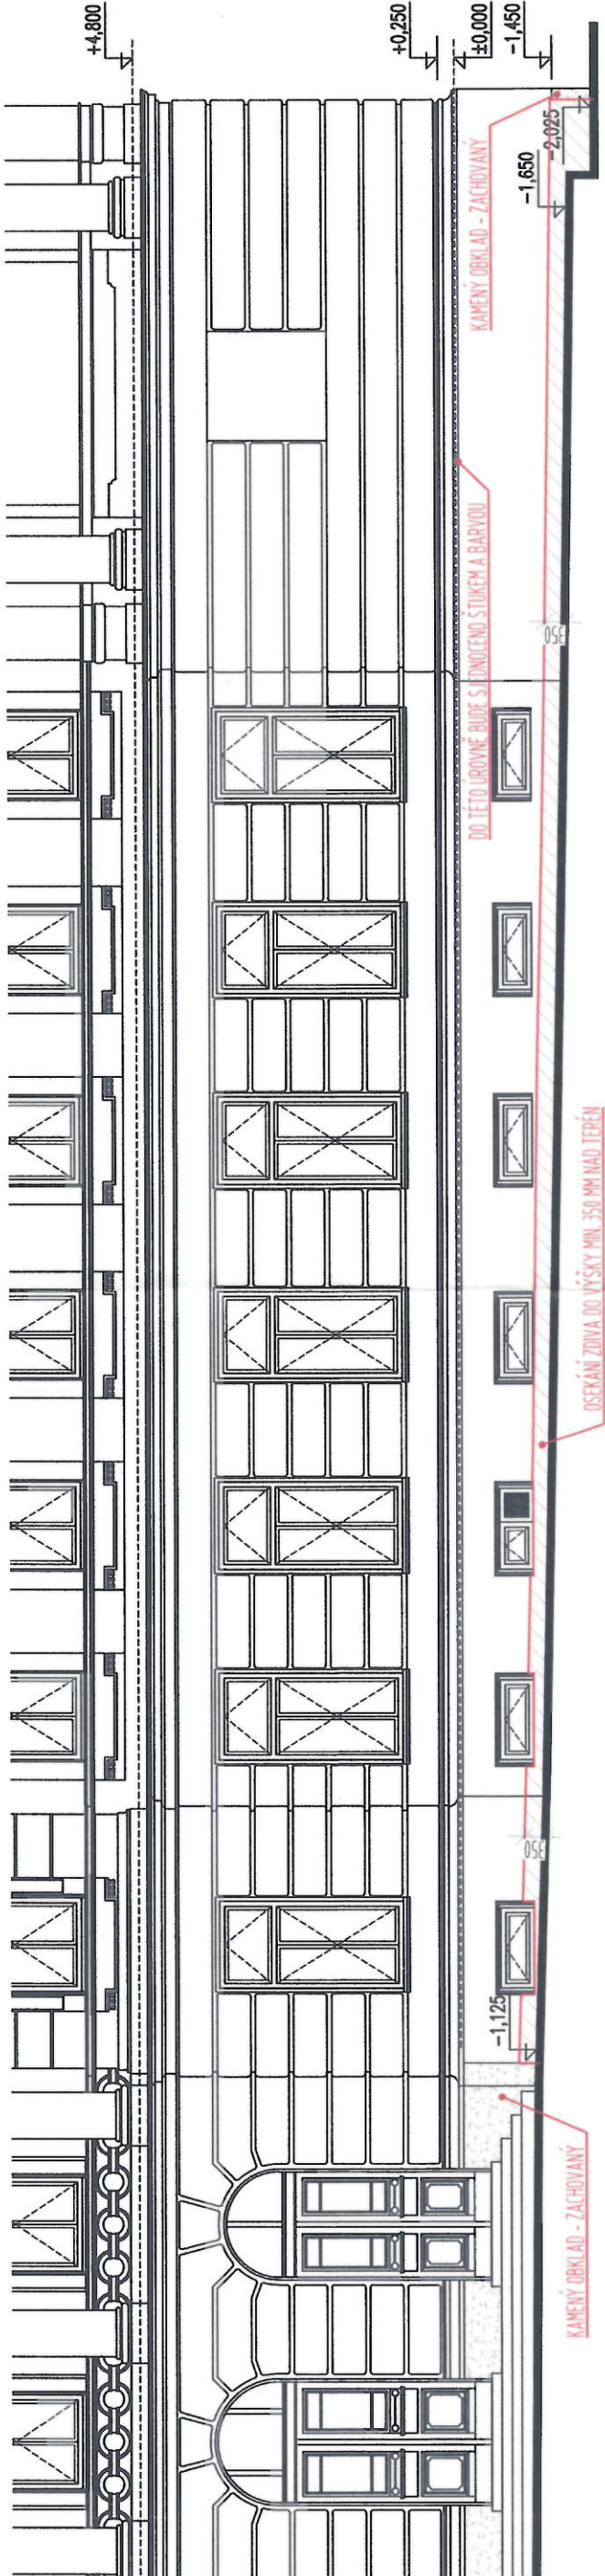 +4,800
+0,250
±0,000
-1,450
-2,025
-1,650
KAMENÝ OBKLAD - ZACHOVANÝ
DO TÉTO ÚROVNĚ BUDE SJEDNOCENO ŠTUKEM A BARVOU
350
OSEKÁNÍ ZDIVA DO VÝŠKY MIN. 350 MM NAD TERÉN
350
-1,125
KAMENÝ OBKLAD - ZACHOVANÝ